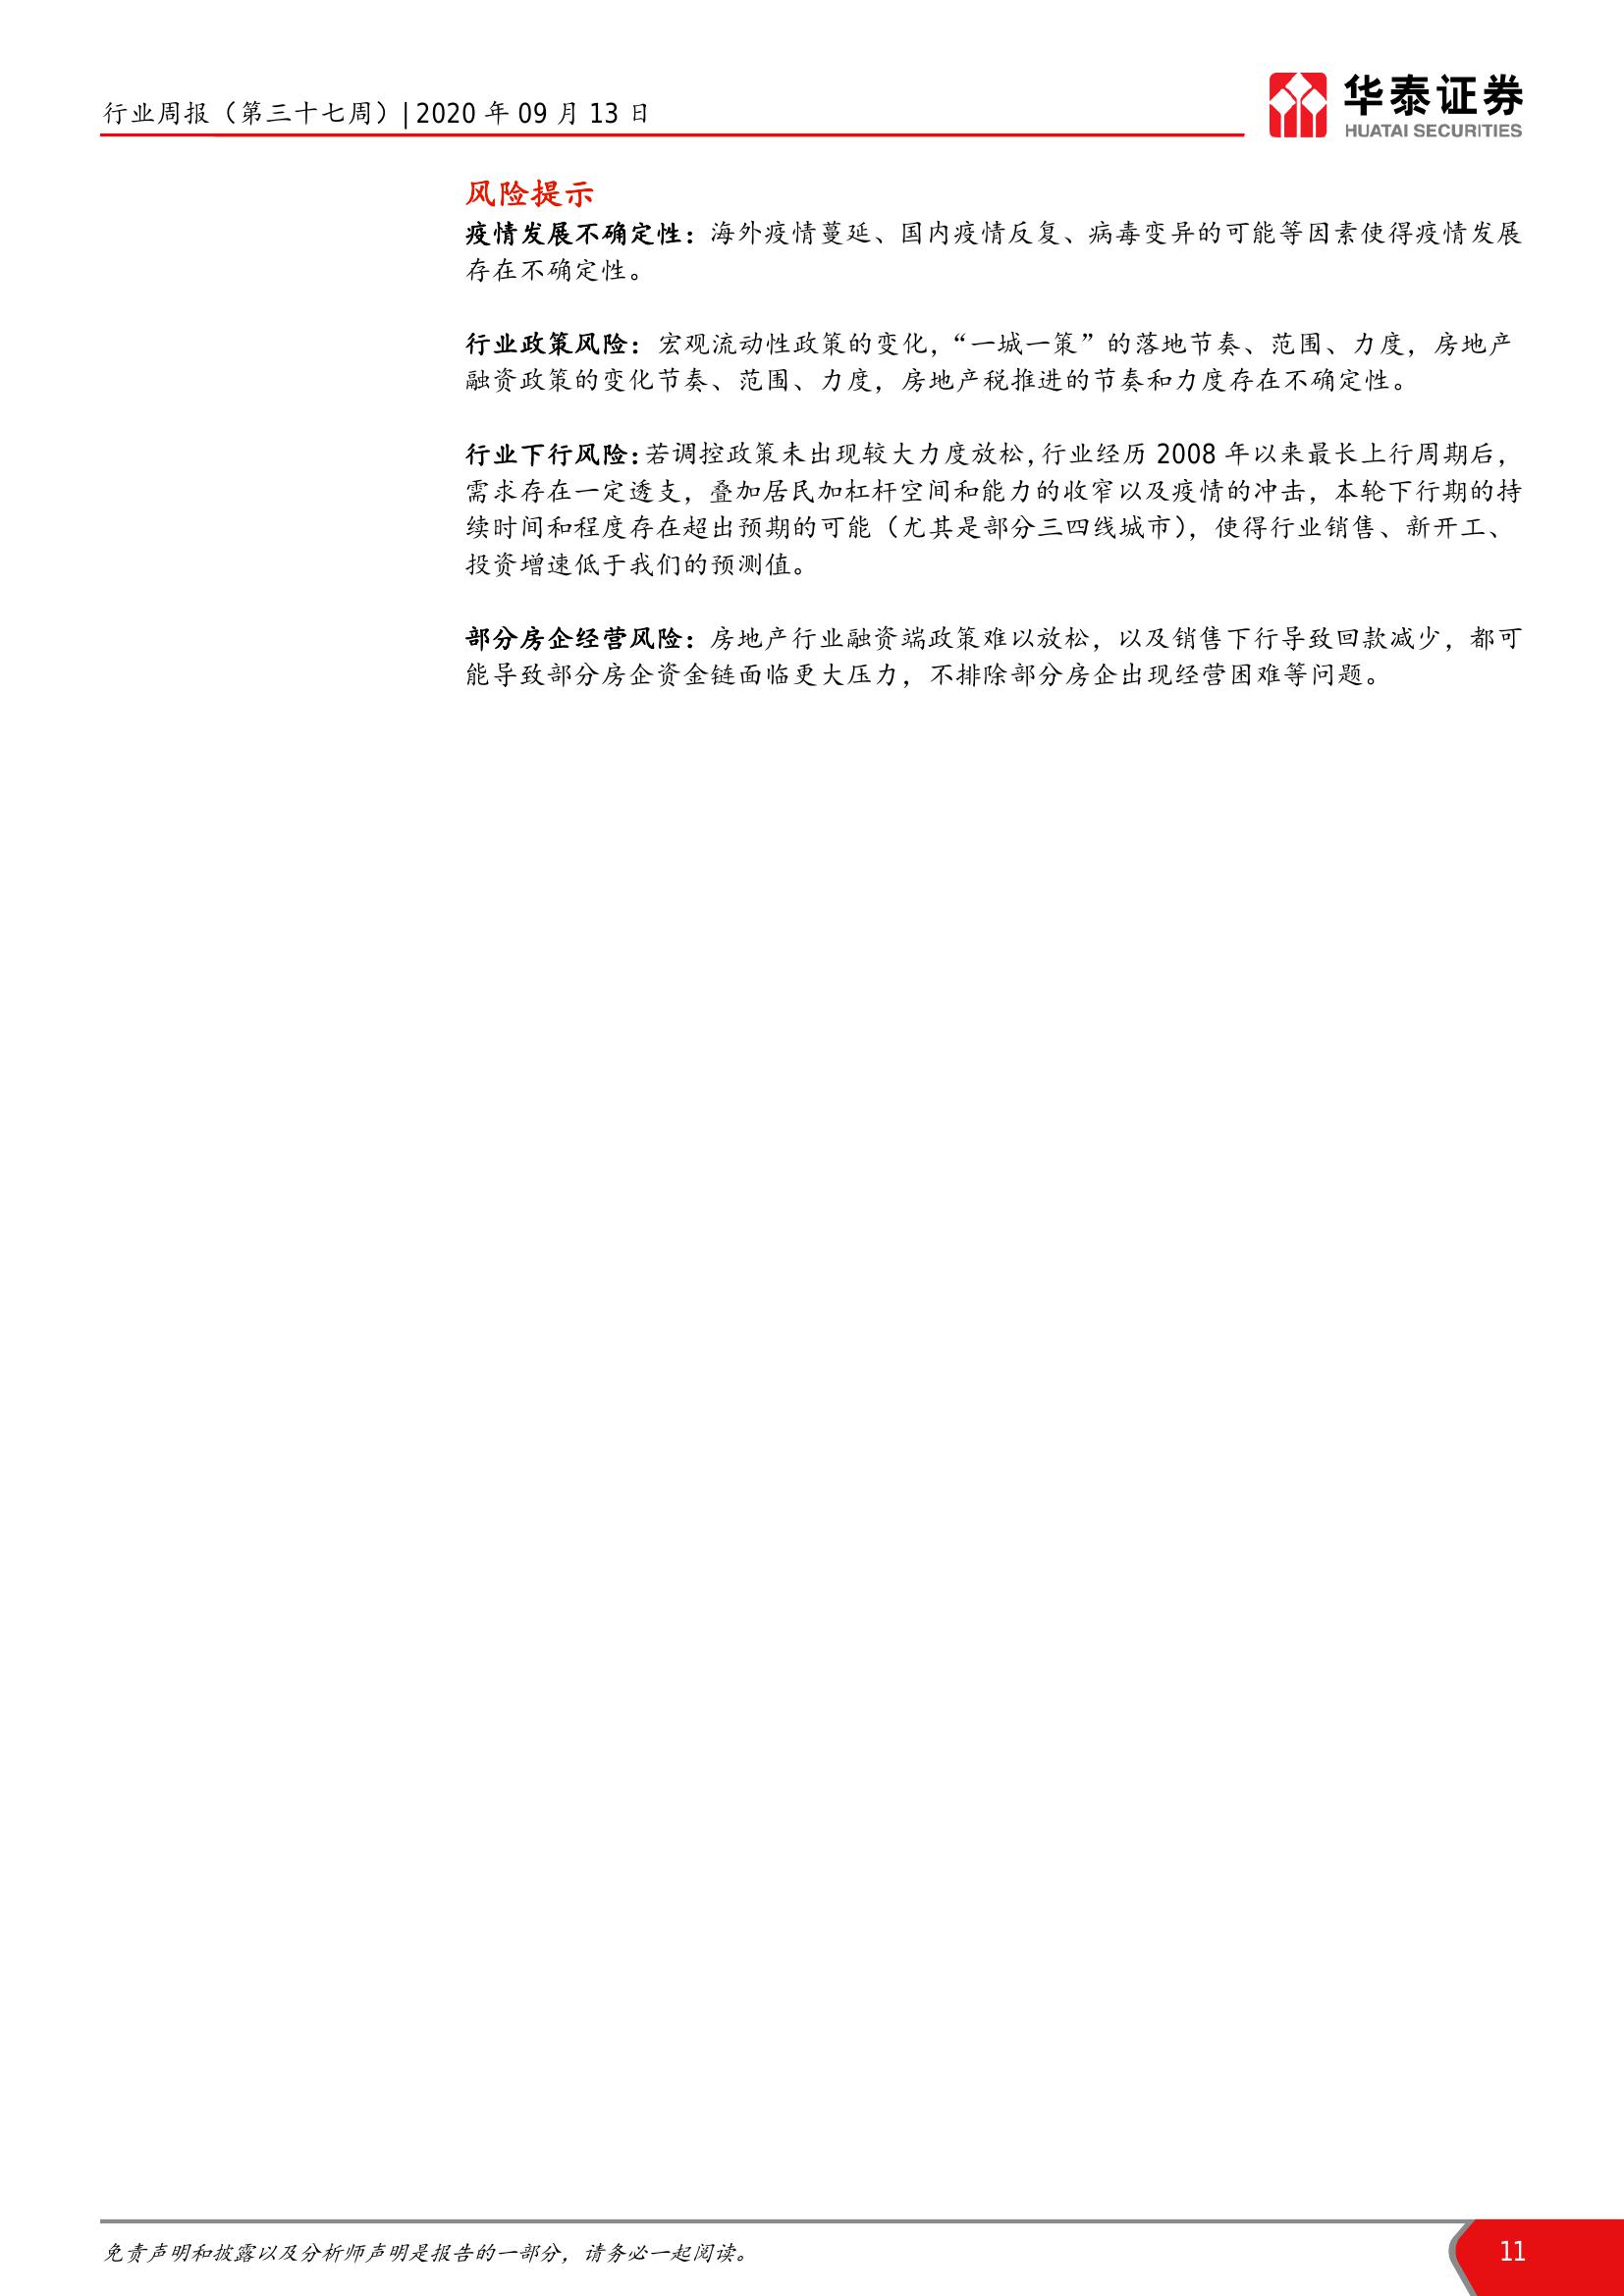 行业周报（第三十七周）| 2020 年 09 月 13 日
华泰证券
HUATAI SECURITIES
风险提示
疫情发展不确定性：海外疫情蔓延、国内疫情反复、病毒变异的可能等因素使得疫情发展
存在不确定性。
行业政策风险：宏观流动性政策的变化，“一城一策”的落地节奏、范围、力度，房地产
融资政策的变化节奏、范围、力度，房地产税推进的节奏和力度存在不确定性。
行业下行风险：若调控政策未出现较大力度放松，行业经历 2008 年以来最长上行周期后，
需求存在一定透支，叠加居民加杠杆空间和能力的收窄以及疫情的冲击，本轮下行期的持
续时间和程度存在超出预期的可能（尤其是部分三四线城市），使得行业销售、新开工、
投资增速低于我们的预测值。
部分房企经营风险：房地产行业融资端政策难以放松，以及销售下行导致回款减少，都可
能导致部分房企资金链面临更大压力，不排除部分房企出现经营困难等问题。
免责声明和披露以及分析师声明是报告的一部分，请务必一起阅读。
11